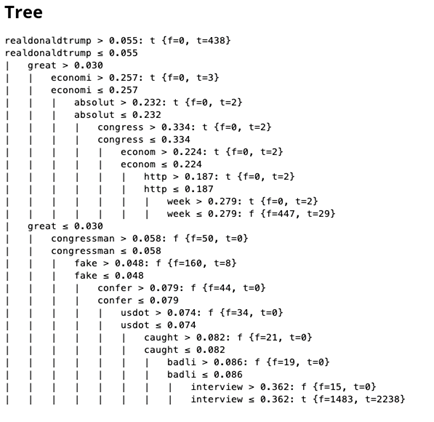 Tree
realdonaldtrump > 0.055: t {f=0, t=438}
realdonaldtrump ≤ 0.055
| great > 0.030
| | economi > 0.257: t {f=0, t=3}
| | economi ≤ 0.257
| | | absolut > 0.232: t {f=0, t=2}
| | | absolut ≤ 0.232
| | | | congress > 0.334: t {f=0, t=2}
| | | | congress ≤ 0.334
| | | | | econom > 0.224: t {f=0, t=2}
| | | | | econom ≤ 0.224
| | | | | | http > 0.187: t {f=0, t=2}
| | | | | | http ≤ 0.187
| | | | | | | week > 0.279: t {f=0, t=2}
| | | | | | | week ≤ 0.279: f {f=447, t=29}
| great ≤ 0.030
| | congressman > 0.058: f {f=50, t=0}
| | congressman ≤ 0.058
| | | fake > 0.048: f {f=160, t=8}
| | | fake ≤ 0.048
| | | | confer > 0.079: f {f=44, t=0}
| | | | confer ≤ 0.079
| | | | | usdot > 0.074: f {f=34, t=0}
| | | | | usdot ≤ 0.074
| | | | | | caught > 0.082: f {f=21, t=0}
| | | | | | caught ≤ 0.082
| | | | | | | badli > 0.086: f {f=19, t=0}
| | | | | | | badli ≤ 0.086
| | | | | | | | interview > 0.362: f {f=15, t=0}
| | | | | | | | interview ≤ 0.362: t {f=1483, t=2238}